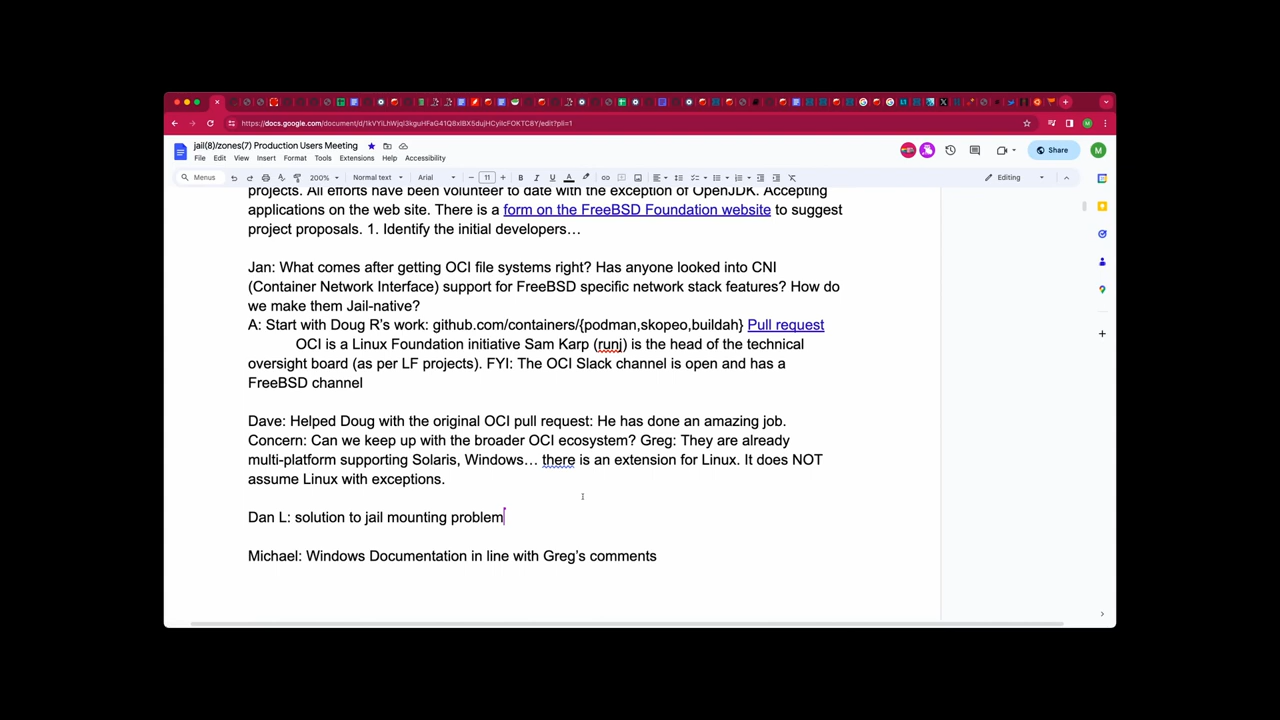 https://docs.google.com/document/d/
jail(8)/zones(7) Production Users Meeting
File Edit View Insert Format Tools Extensions Help Accessibility
Share
M
Menus 200% Normal text Arial 11 Editing
projects. All efforts have been volunteer to date with the exception of OpenJDK. Accepting
applications on the web site. There is a form on the FreeBSD Foundation website to suggest
project proposals. 1. Identify the initial developers…
Jan: What comes after getting OCI file systems right? Has anyone looked into CNI
(Container Network Interface) support for FreeBSD specific network stack features? How do
we make them Jail-native?
A: Start with Doug R’s work: github.com/containers/{podman,skopeo,buildah} Pull request
OCI is a Linux Foundation initiative Sam Karp (runj) is the head of the technical
oversight board (as per LF projects). FYI: The OCI Slack channel is open and has a
FreeBSD channel
Dave: Helped Doug with the original OCI pull request: He has done an amazing job.
Concern: Can we keep up with the broader OCI ecosystem? Greg: They are already
multi-platform supporting Solaris, Windows… there is an extension for Linux. It does NOT
assume Linux with exceptions.
Dan L: solution to jail mounting problem
Michael: Windows Documentation in line with Greg’s comments